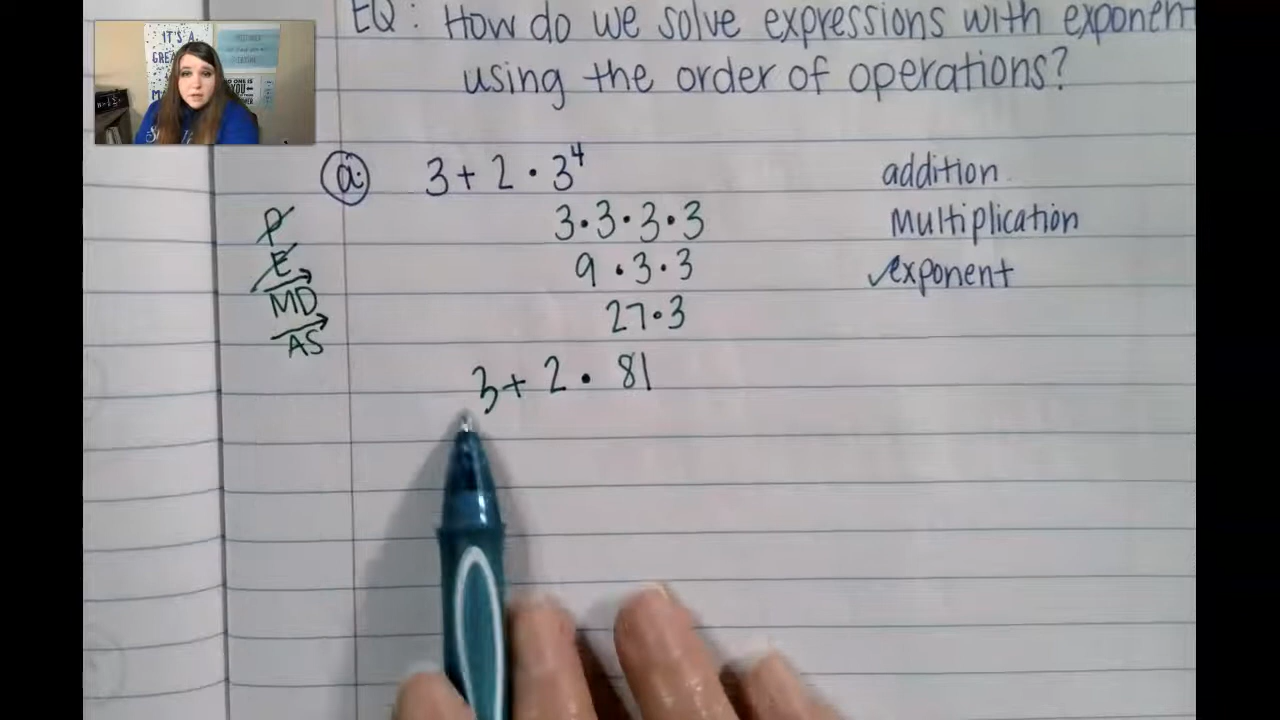 EQ: How do we solve expressions with exponent
using the order of operations?
a. 3 + 2 · 3⁴
addition
P
3·3·3·3
multiplication
E
9·3·3
exponent
MD
27·3
AS
3 + 2 · 81
IT'S A
GREA